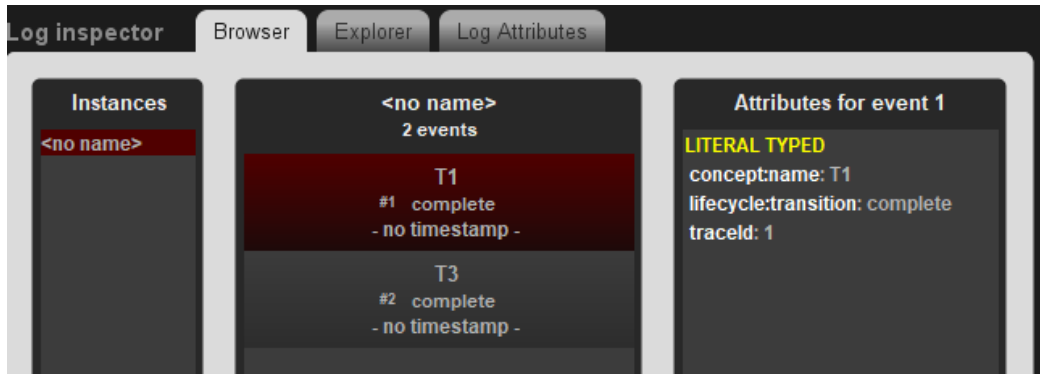 Log inspector Browser Explorer Log Attributes
Instances
<no name>
<no name>
2 events
T1
#1 complete
- no timestamp -
T3
#2 complete
- no timestamp -
Attributes for event 1
LITERAL TYPED
concept:name: T1
lifecycle:transition: complete
traceId: 1